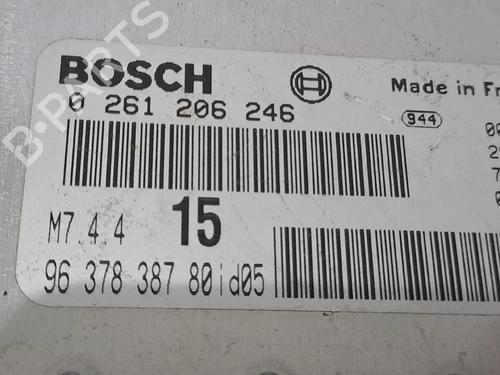 BOSCH
Made in Fr
0 261 206 246
944
M7.4.4
15
96 378 387 80id05
B-PARTS